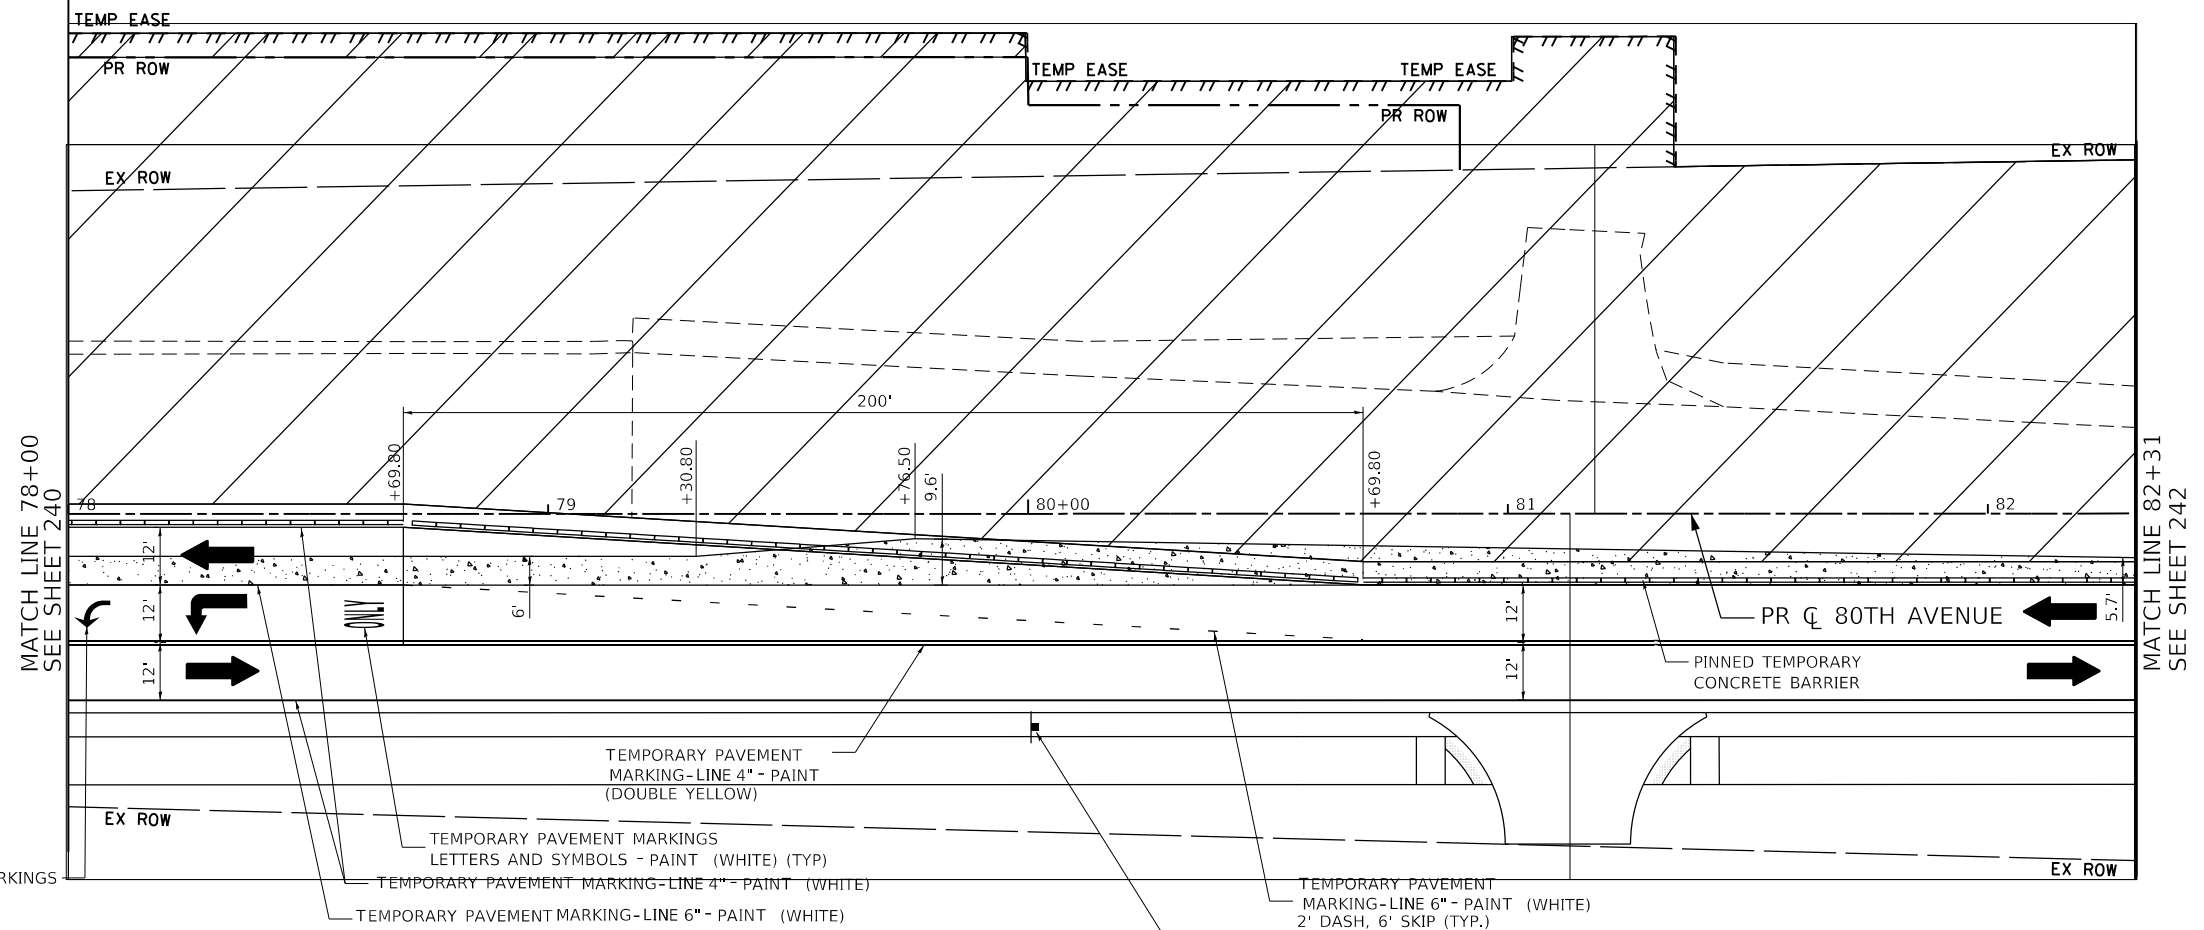 TEMP EASE
PR ROW
TEMP EASE
TEMP EASE
PR ROW
EX ROW
EX ROW
200'
+69.80
+30.80
+76.50
9.6'
+69.80
78
79
80+00
81
82
MATCH LINE 78+00
SEE SHEET 240
MATCH LINE 82+31
SEE SHEET 242
12'
12'
12'
6'
12'
12'
5.7'
ONLY
PR ℄ 80TH AVENUE
PINNED TEMPORARY
CONCRETE BARRIER
TEMPORARY PAVEMENT
MARKING-LINE 4" - PAINT
(DOUBLE YELLOW)
EX ROW
TEMPORARY PAVEMENT MARKINGS
LETTERS AND SYMBOLS - PAINT (WHITE) (TYP)
EX ROW
RKINGS
TEMPORARY PAVEMENT MARKING-LINE 4" - PAINT (WHITE)
TEMPORARY PAVEMENT MARKING-LINE 6" - PAINT (WHITE)
TEMPORARY PAVEMENT
MARKING-LINE 6" - PAINT (WHITE)
2' DASH, 6' SKIP (TYP.)